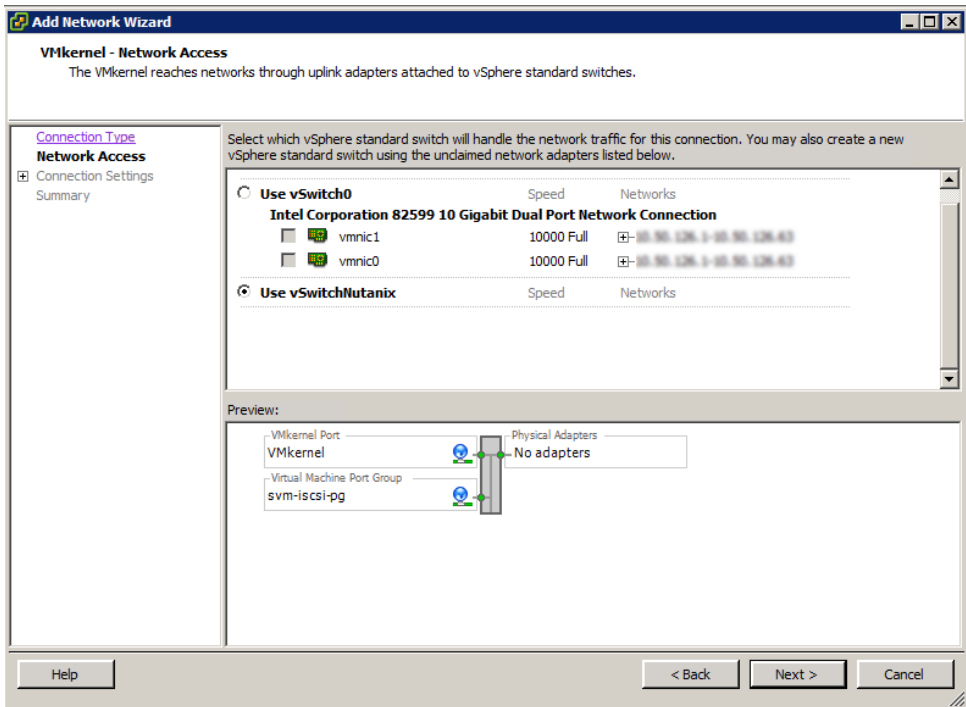 Add Network Wizard
VMkernel - Network Access
The VMkernel reaches networks through uplink adapters attached to vSphere standard switches.
Connection Type
Network Access
Connection Settings
Summary
Select which vSphere standard switch will handle the network traffic for this connection. You may also create a new
vSphere standard switch using the unclaimed network adapters listed below.
Use vSwitch0 Speed Networks
Intel Corporation 82599 10 Gigabit Dual Port Network Connection
vmnic1 10000 Full
vmnic0 10000 Full
Use vSwitchNutanix Speed Networks
Preview:
VMkernel Port
VMkernel
Physical Adapters
No adapters
Virtual Machine Port Group
svm-iscsi-pg
Help
< Back
Next >
Cancel